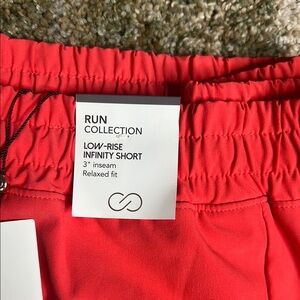 RUN
COLLECTION
LOW-RISE
INFINITY SHORT
3" inseam
Relaxed fit